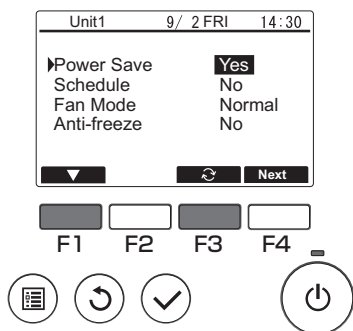 Unit1 9/ 2 FRI 14:30
Power Save Yes
Schedule No
Fan Mode Normal
Anti-freeze No
Next
F1 F2 F3 F4